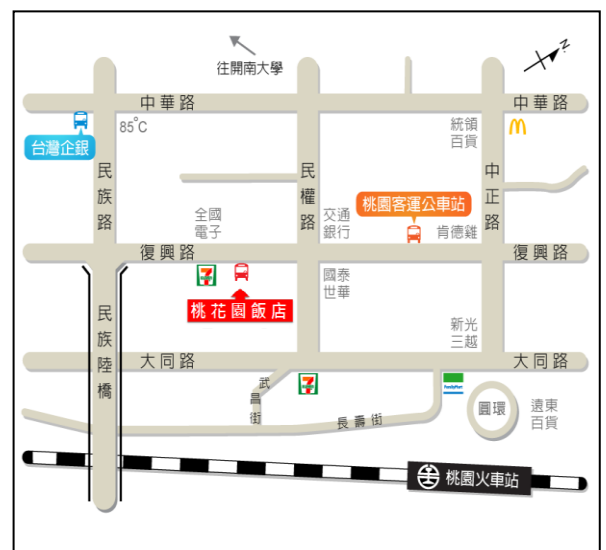 往開南大學
N
中華路
中華路
85°C
台灣企銀
統領
百貨
民族路
民權路
中正路
桃園客運公車站
全國
電子
交通
銀行
肯德雞
復興路
復興路
7
ELEVEN
桃花園飯店
國泰
世華
民族陸橋
新光
三越
大同路
大同路
武昌街
7
ELEVEN
FamilyMart
長壽街
圓環
遠東
百貨
桃園火車站